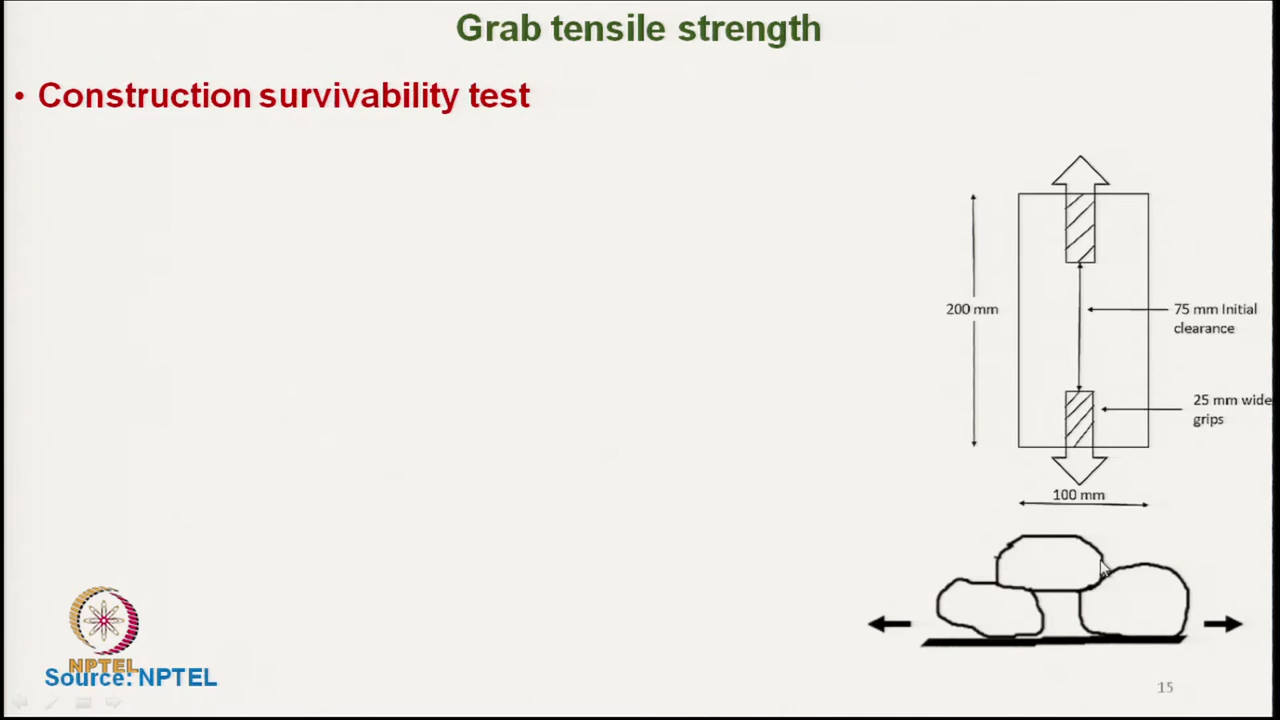 Grab tensile strength
• Construction survivability test
200 mm
75 mm Initial
clearance
25 mm wide
grips
100 mm
NPTEL
Source: NPTEL
15